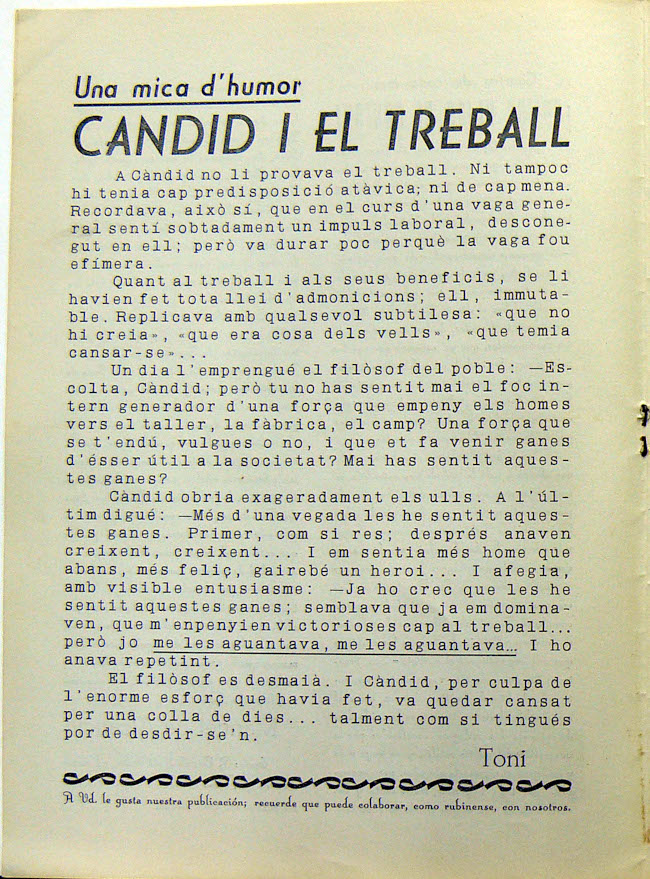 Una mica d'humor
CANDID I EL TREBALL
A Càndid no li provava el treball. Ni tampoc
hi tenia cap predisposició atàvica; ni de cap mena.
Recordava, això sí, que en el curs d'una vaga gene-
ral sentí sobtadament un impuls laboral, descone-
gut en ell; però va durar poc perquè la vaga fou
efímera.
Quant al treball i als seus beneficis, se li
havien fet tota llei d'admonicions; ell, immuta-
ble. Replicava amb qualsevol subtilesa: «que no
hi creia», «que era cosa dels vells», «que temia
cansar-se»...
Un dia l'emprengué el filòsof del poble: —Es-
colta, Càndid; però tu no has sentit mai el foc in-
tern generador d'una força que empeny els homes
vers el taller, la fàbrica, el camp? Una força que
se t'endú, vulgues o no, i que et fa venir ganes
d'ésser útil a la societat? Mai has sentit aques-
tes ganes?
Càndid obria exageradament els ulls. A l'úl-
tim digué: —Més d'una vegada les he sentit aques-
tes ganes. Primer, com si res; després anaven
creixent, creixent... I em sentia més home que
abans, més feliç, gairebé un heroi... I afegia,
amb visible entusiasme: —Ja ho crec que les he
sentit aquestes ganes; semblava que ja em domina-
ven, que m'enpenyien victorioses cap al treball...
però jo me les aguantava, me les aguantava... I ho
anava repetint.
El filòsof es desmaià. I Càndid, per culpa de
l'enorme esforç que havia fet, va quedar cansat
per una colla de dies... talment com si tingués
por de desdir-se'n.
Toni
A Vd. le gusta nuestra publicación; recuerde que puede colaborar, como rubinense, con nosotros.